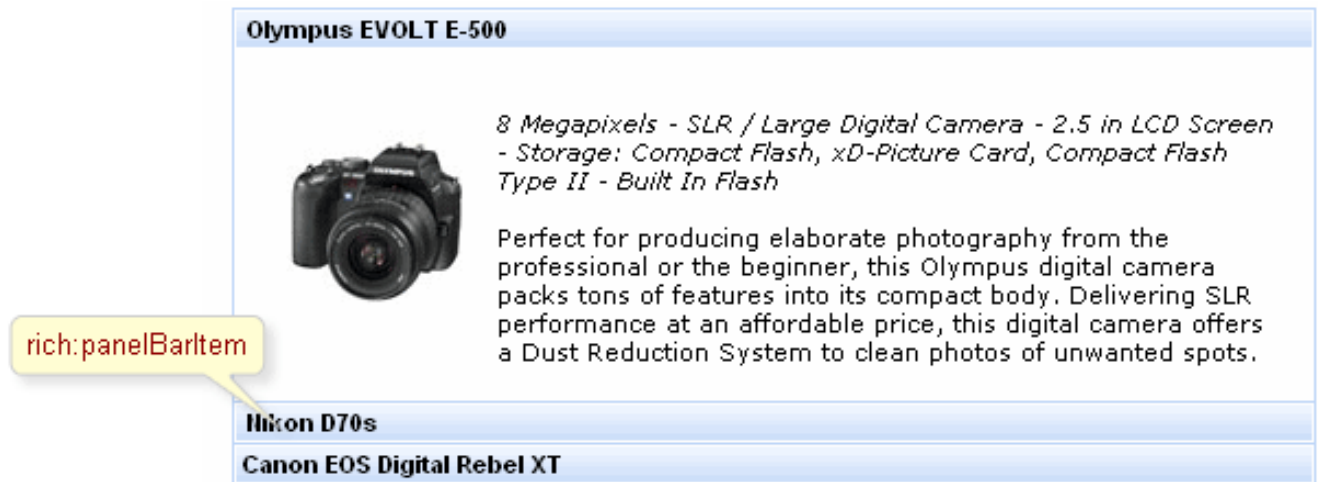 Olympus EVOLT E-500
8 Megapixels - SLR / Large Digital Camera - 2.5 in LCD Screen
- Storage: Compact Flash, xD-Picture Card, Compact Flash
Type II - Built In Flash
Perfect for producing elaborate photography from the
professional or the beginner, this Olympus digital camera
packs tons of features into its compact body. Delivering SLR
performance at an affordable price, this digital camera offers
a Dust Reduction System to clean photos of unwanted spots.
rich:panelBarItem
Nikon D70s
Canon EOS Digital Rebel XT